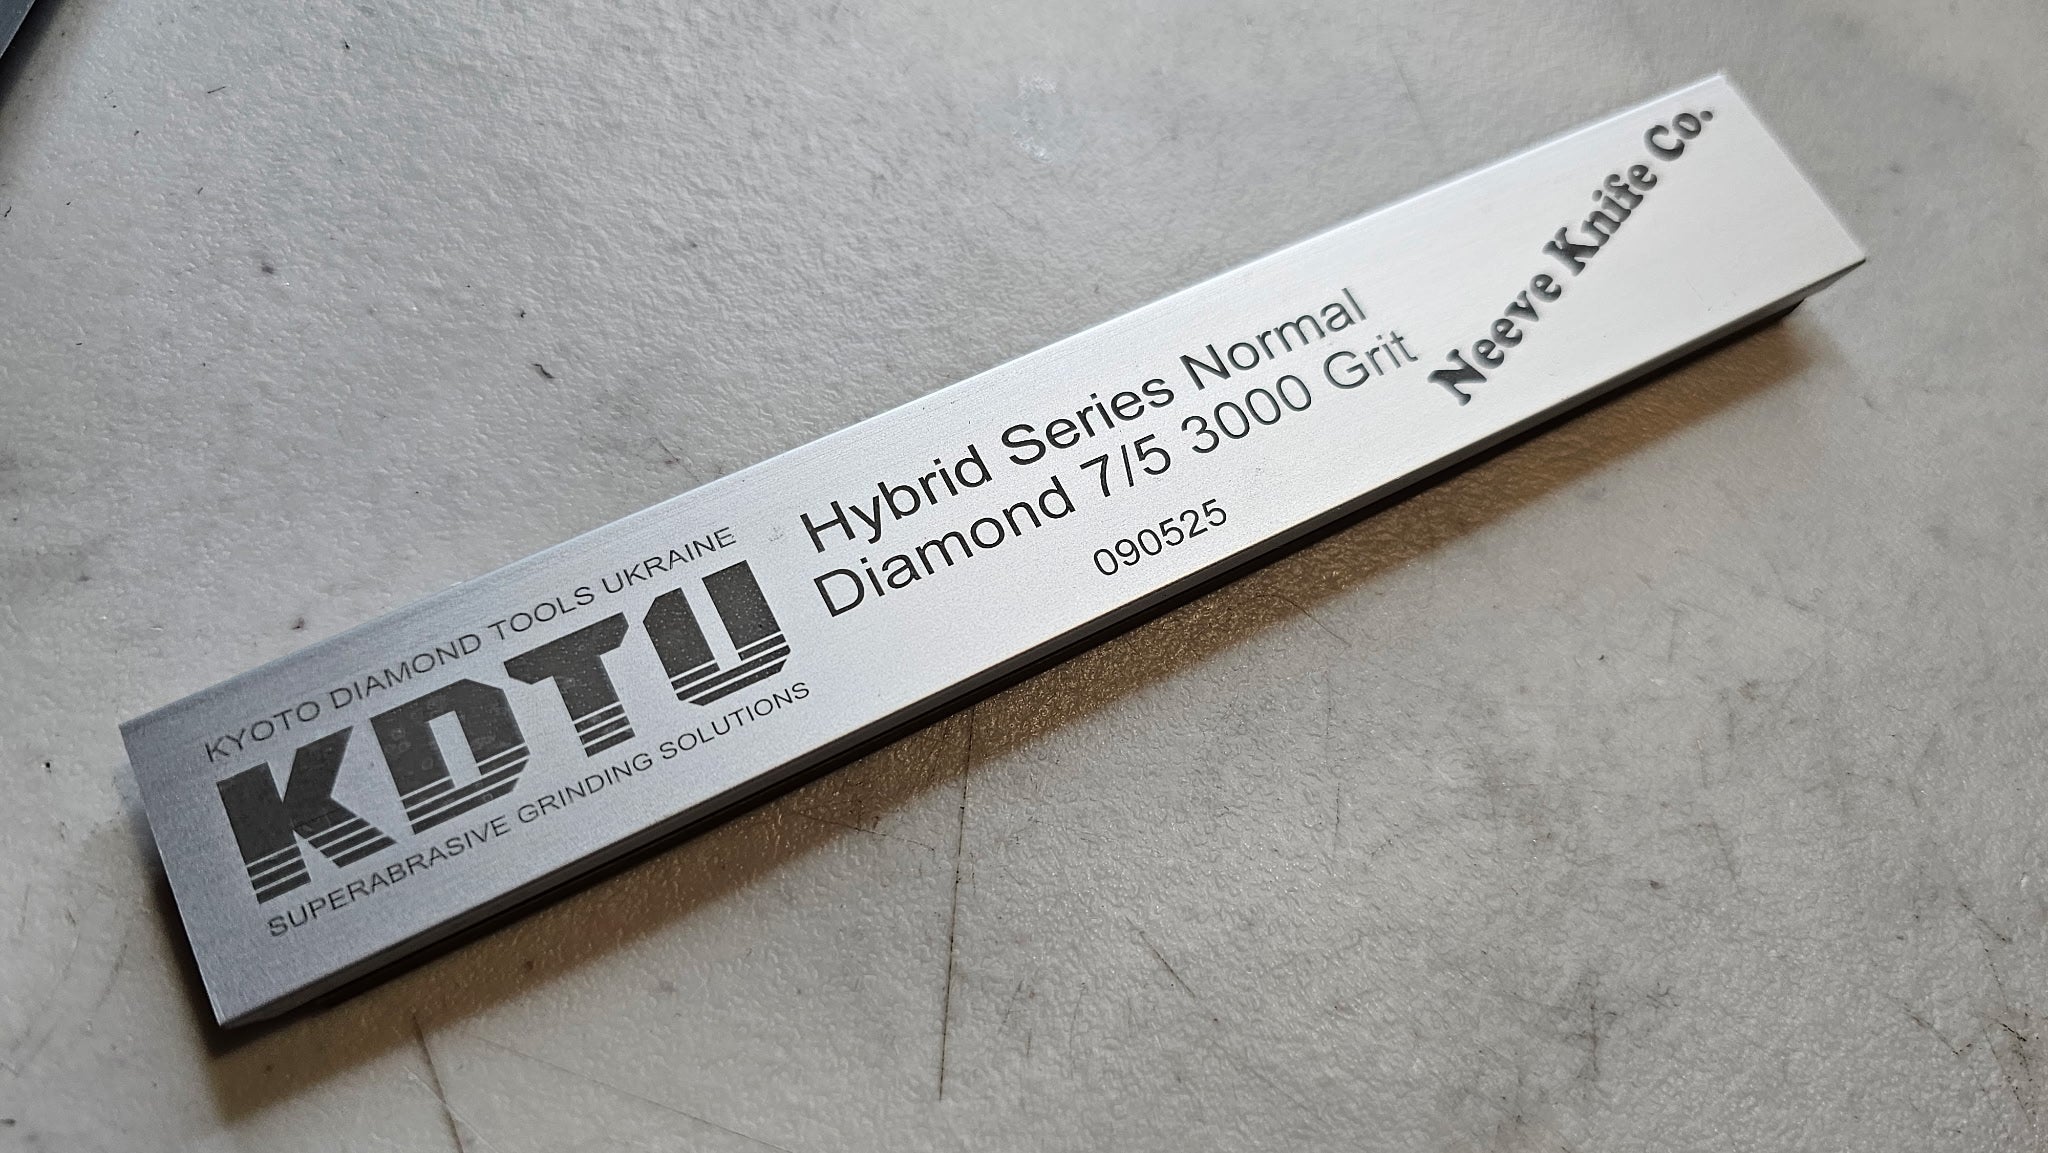 KYOTO DIAMOND TOOLS UKRAINE
KDTU
SUPERABRASIVE GRINDING SOLUTIONS
Hybrid Series Normal
Diamond 7/5 3000 Grit
090525
Neeve Knife Co.